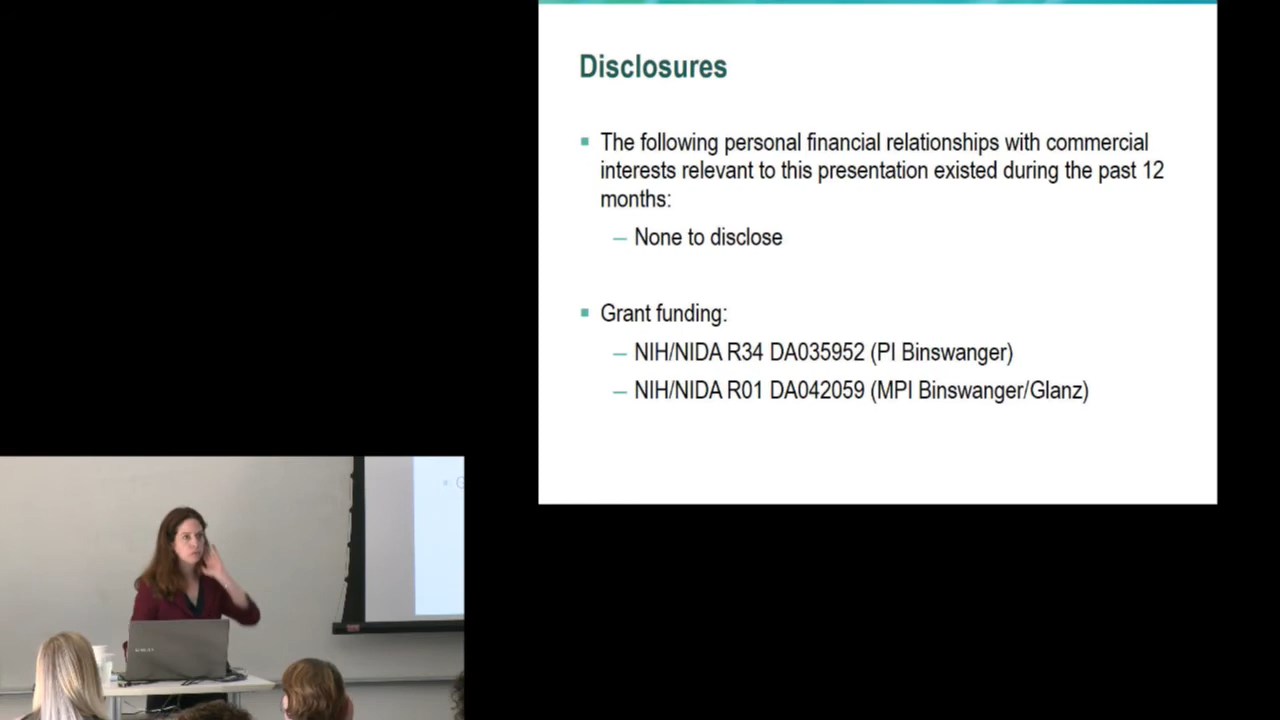 Disclosures
The following personal financial relationships with commercial
interests relevant to this presentation existed during the past 12
months:
– None to disclose
Grant funding:
– NIH/NIDA R34 DA035952 (PI Binswanger)
– NIH/NIDA R01 DA042059 (MPI Binswanger/Glanz)